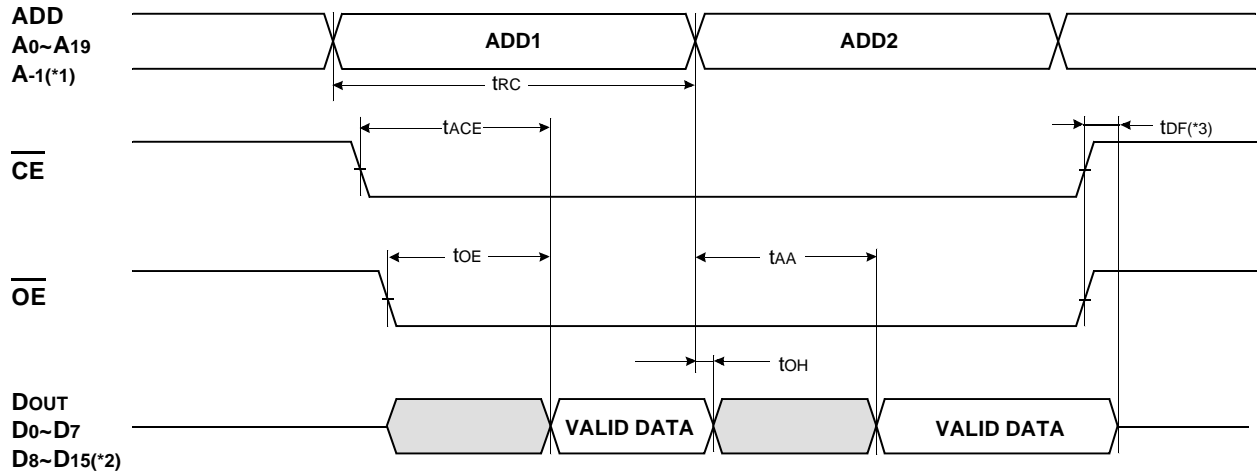 ADD
A0~A19
A-1(*1)
ADD1
ADD2
tRC
tACE
tDF(*3)
CE
tOE
tAA
OE
tOH
DOUT
D0~D7
D8~D15(*2)
VALID DATA
VALID DATA